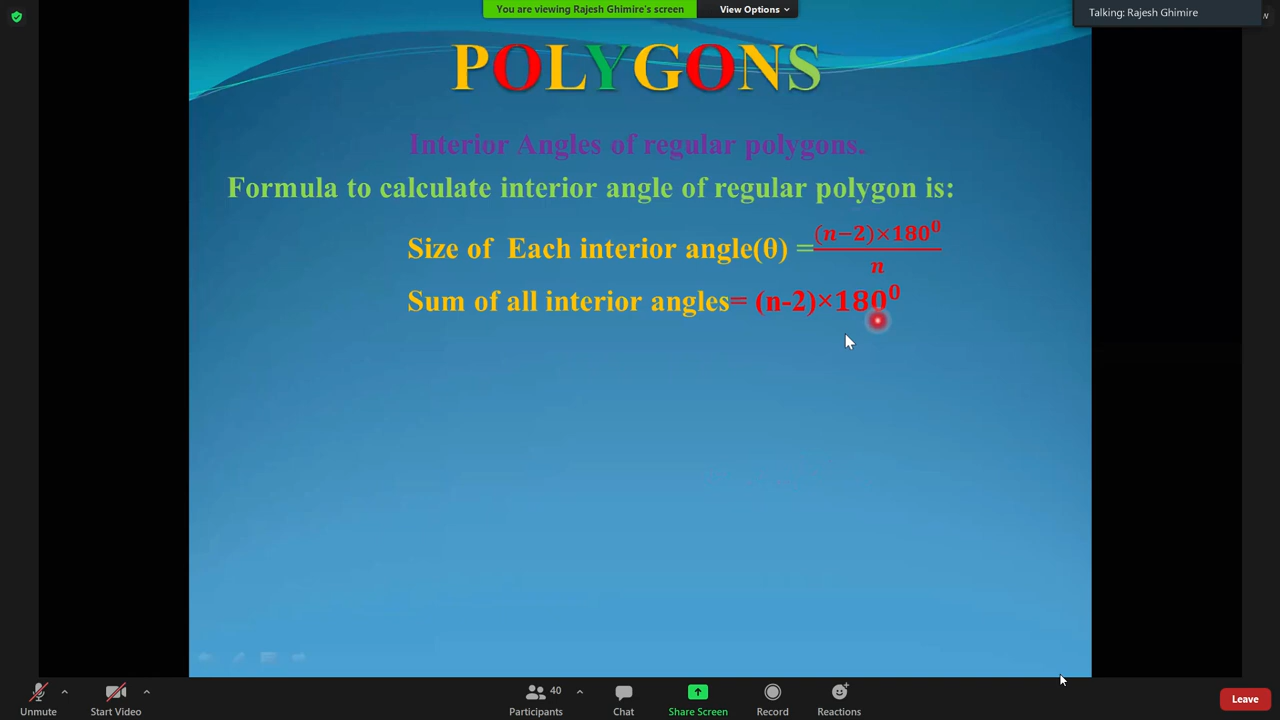 You are viewing Rajesh Ghimire's screen
View Options
Talking: Rajesh Ghimire
POLYGONS
Interior Angles of regular polygons.
Formula to calculate interior angle of regular polygon is:
Size of Each interior angle(θ) = (n−2)×180⁰ / n
Sum of all interior angles= (n-2)×180⁰
Unmute
Start Video
40
Participants
Chat
Share Screen
Record
Reactions
Leave